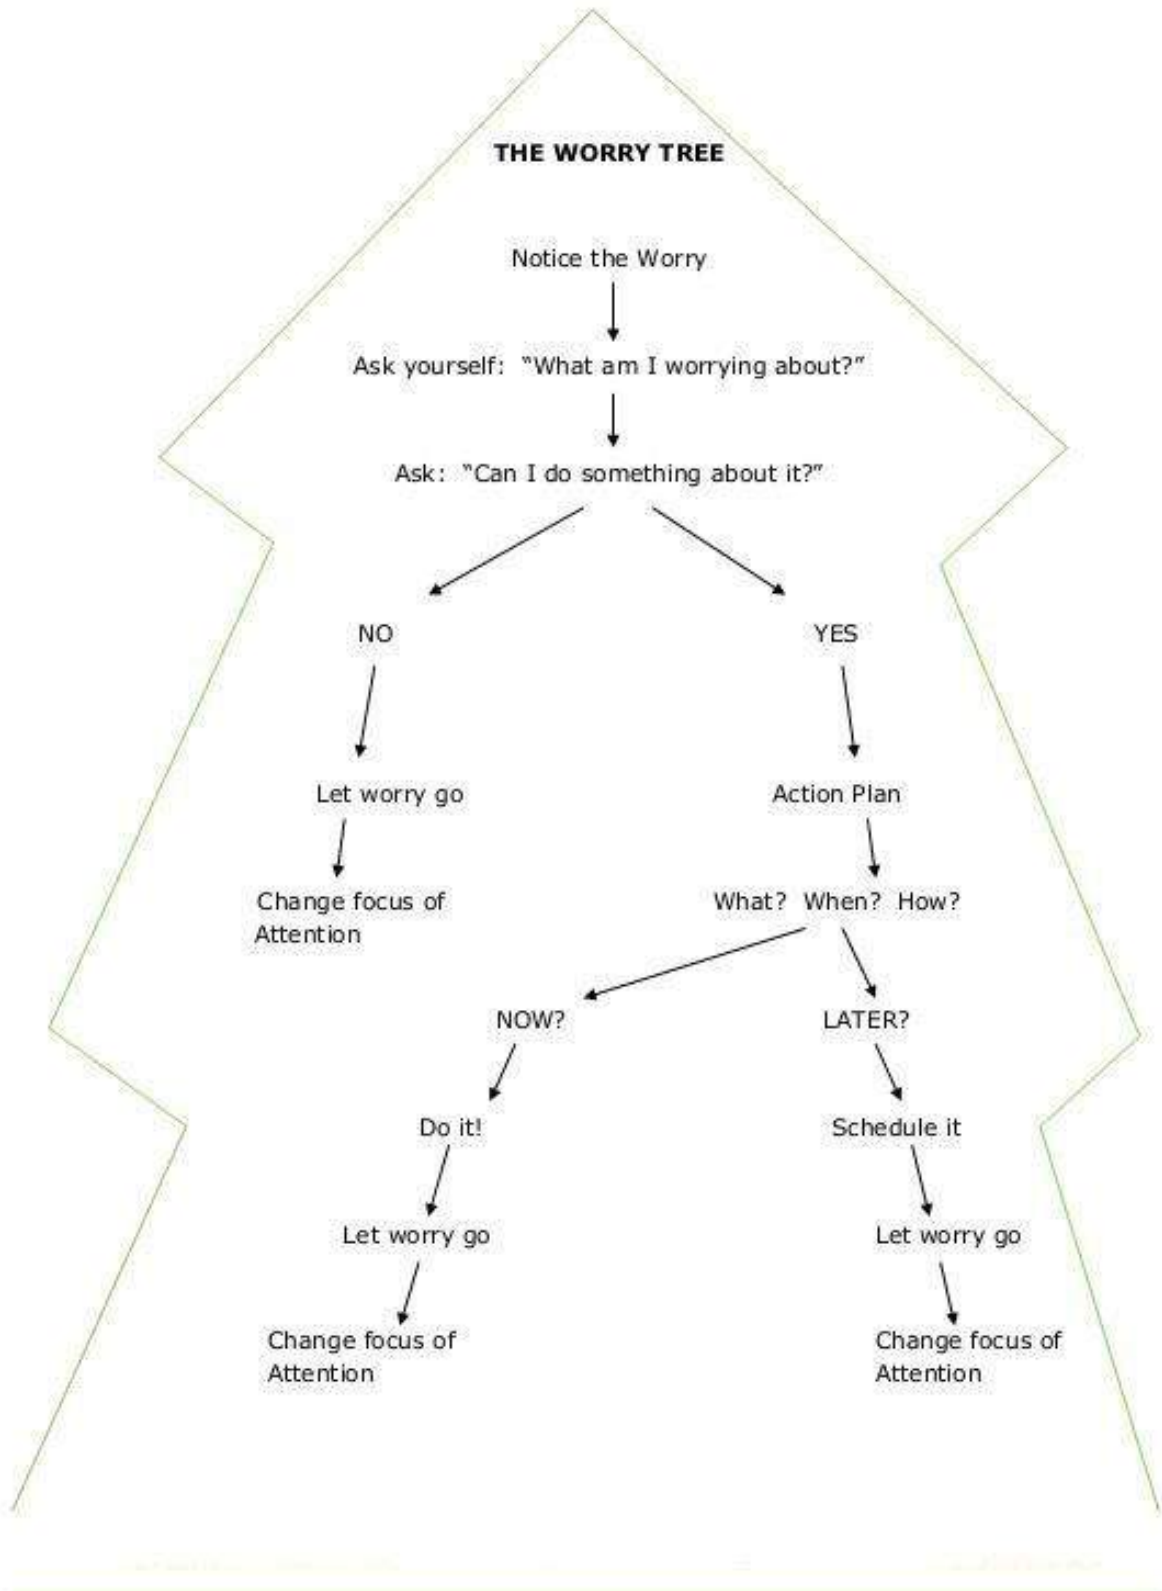 THE WORRY TREE
Notice the Worry
Ask yourself:  “What am I worrying about?”
Ask:  “Can I do something about it?”
NO
YES
Let worry go
Action Plan
Change focus of
Attention
What?  When?  How?
NOW?
LATER?
Do it!
Schedule it
Let worry go
Let worry go
Change focus of
Attention
Change focus of
Attention